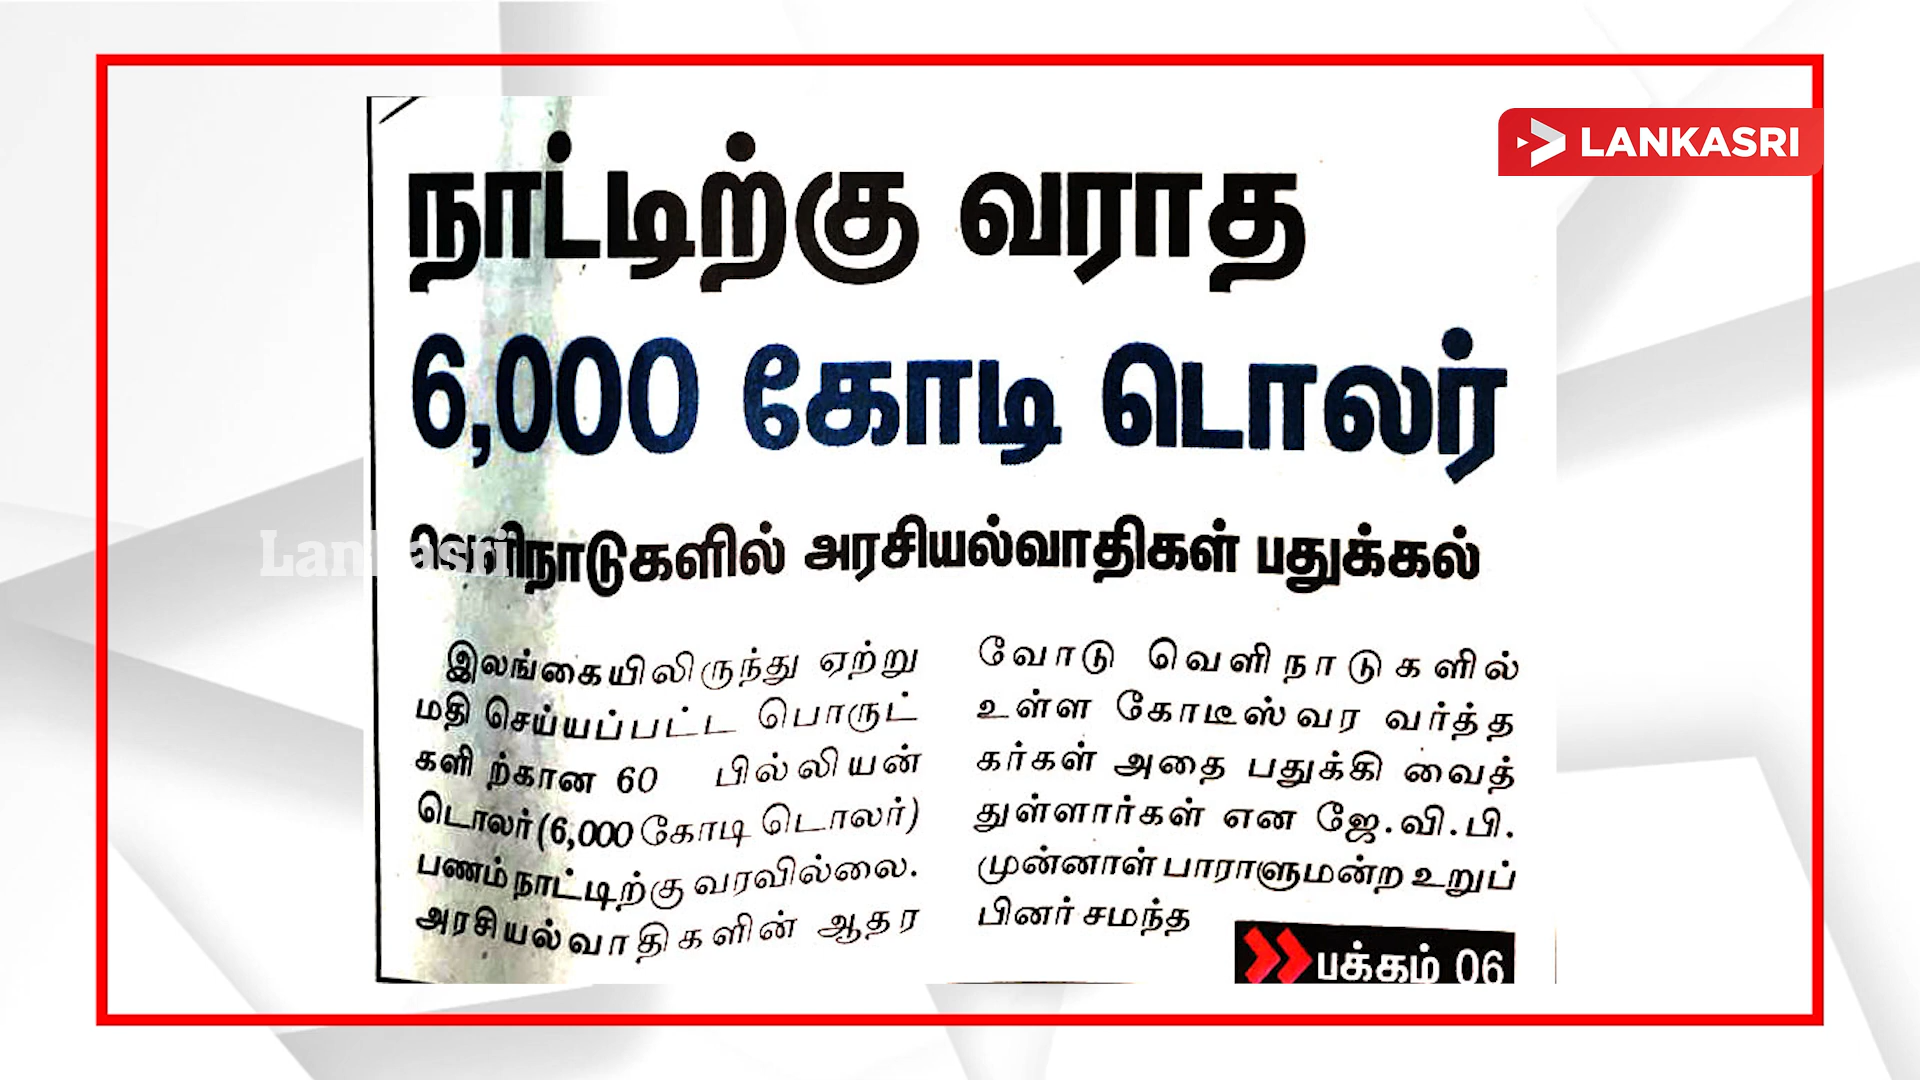 LANKASRI
நாட்டிற்கு வராத
6,000 கோடி டொலர்
வெளிநாடுகளில் அரசியல்வாதிகள் பதுக்கல்
Lankasri
இலங்கையிலிருந்து ஏற்று
மதி செய்யப்பட்ட பொருட்
களி ற்கான 60 பில்லியன்
டொலர் (6,000 கோடி டொலர்)
பணம் நாட்டிற்கு வரவில்லை.
அரசியல்வாதிகளின் ஆதர
வோடு வெளிநாடுகளில்
உள்ள கோடீஸ்வர வர்த்த
கர்கள் அதை பதுக்கி வைத்
துள்ளார்கள் என ஜே.வி.பி.
முன்னாள் பாராளுமன்ற உறுப்
பினர் சமந்த
பக்கம் 06